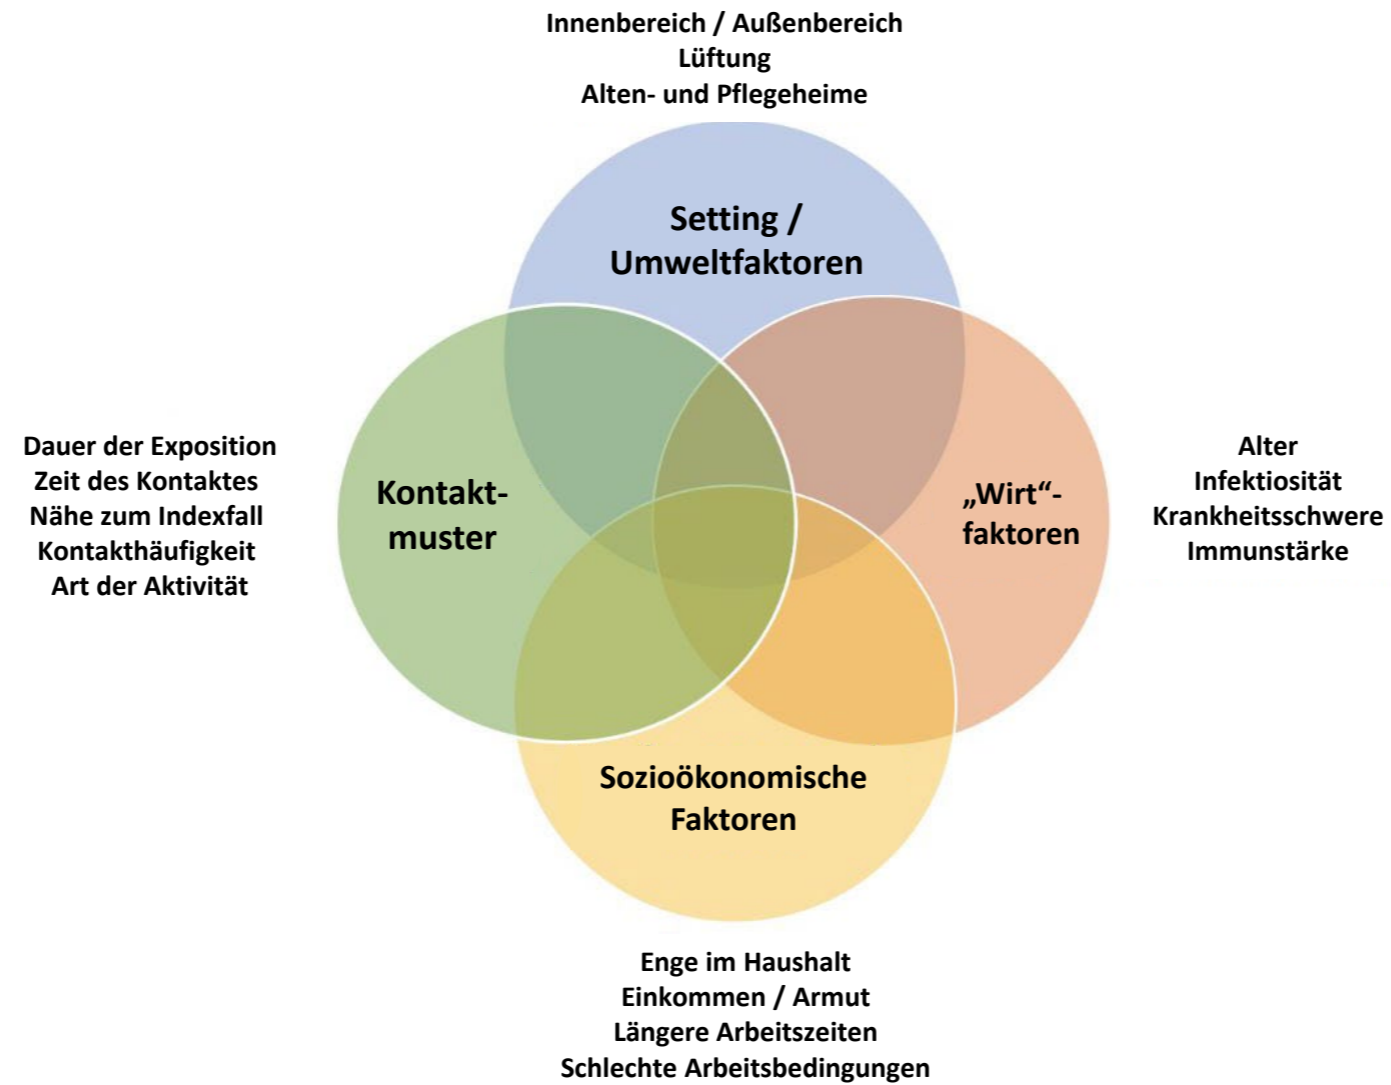 Innenbereich / Außenbereich
Lüftung
Alten- und Pflegeheime
Setting /
Umweltfaktoren
Dauer der Exposition
Zeit des Kontaktes
Nähe zum Indexfall
Kontakthäufigkeit
Art der Aktivität
Kontakt-
muster
„Wirt“-
faktoren
Alter
Infektiosität
Krankheitsschwere
Immunstärke
Sozioökonomische
Faktoren
Enge im Haushalt
Einkommen / Armut
Längere Arbeitszeiten
Schlechte Arbeitsbedingungen